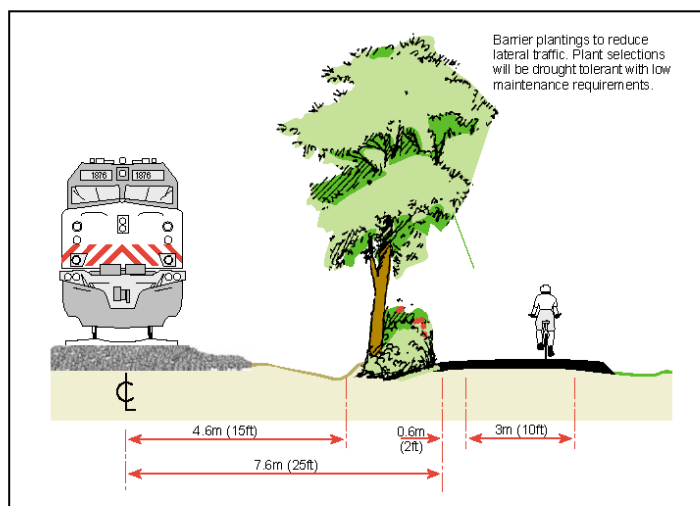 Barrier plantings to reduce
lateral traffic. Plant selections
will be drought tolerant with low
maintenance requirements.
1876 1876
CL
4.6m (15ft)
0.6m
(2ft)
3m (10ft)
7.6m (25ft)